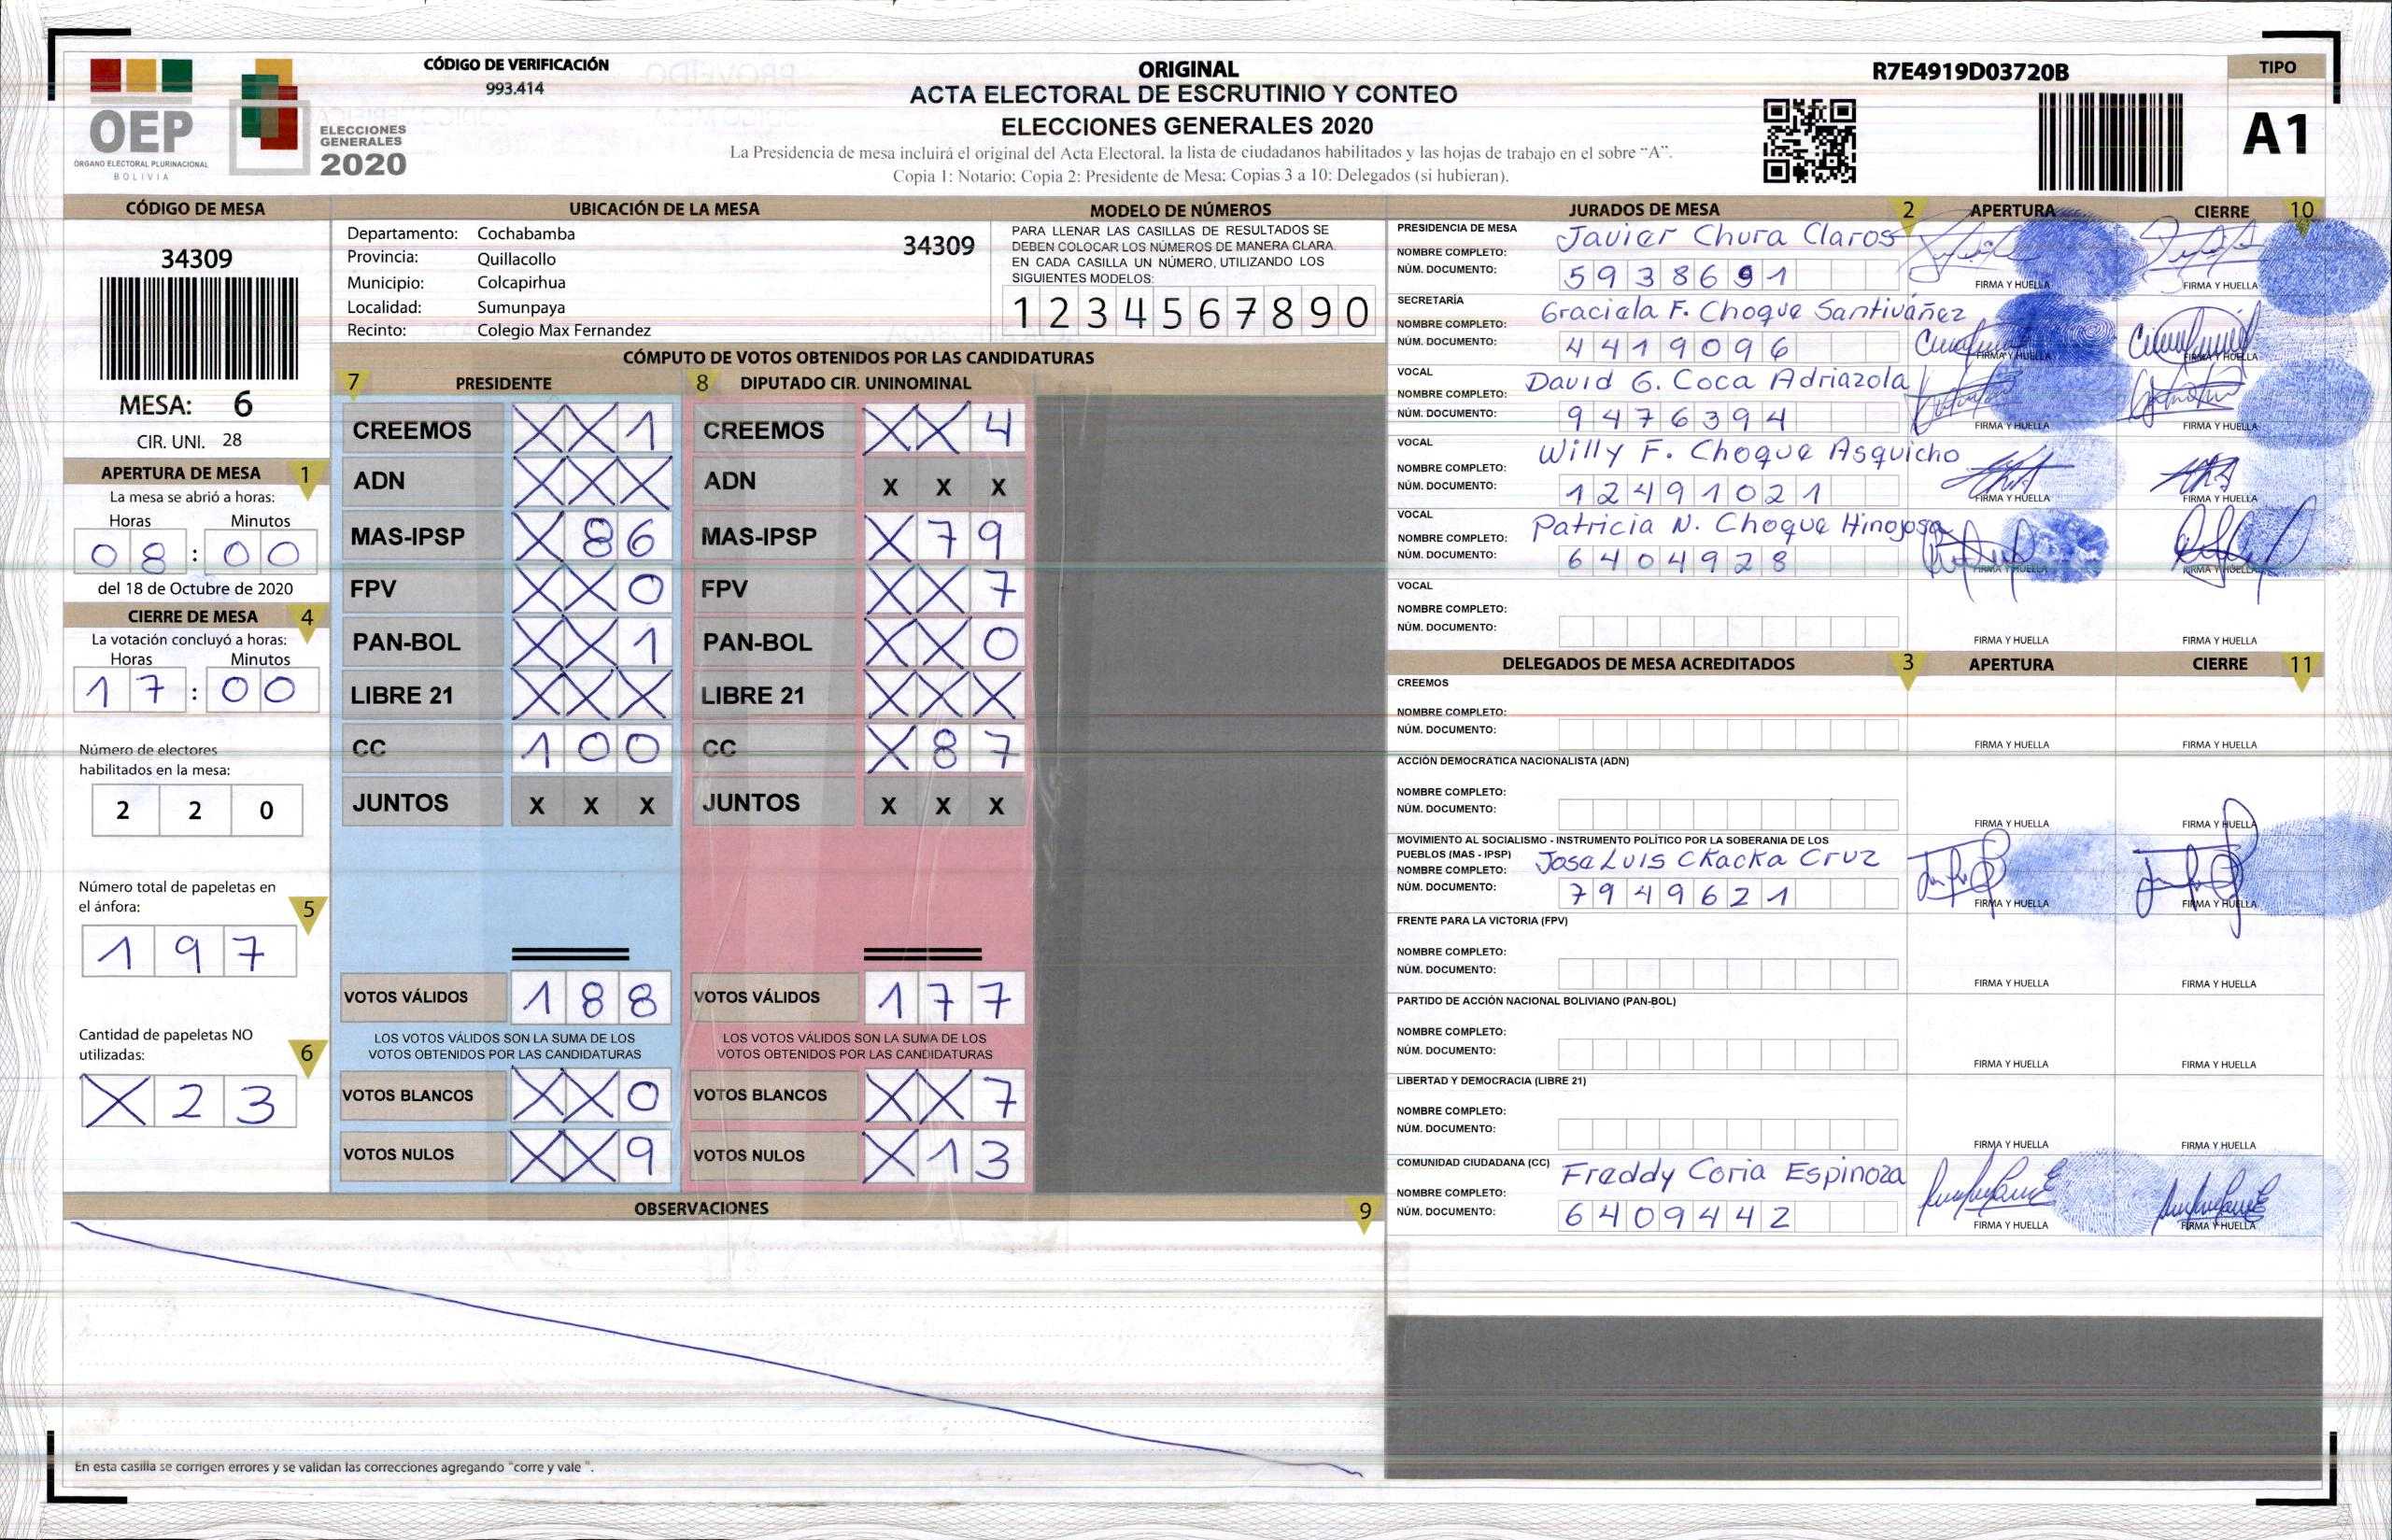 CÓDIGO DE VERIFICACIÓN
993.414
OEP
ÓRGANO ELECTORAL PLURINACIONAL
BOLIVIA
ELECCIONES
GENERALES
2020
ORIGINAL
ACTA ELECTORAL DE ESCRUTINIO Y CONTEO
ELECCIONES GENERALES 2020
La Presidencia de mesa incluirá el original del Acta Electoral. la lista de ciudadanos habilitados y las hojas de trabajo en el sobre “A”.
Copia 1: Notario; Copia 2: Presidente de Mesa; Copias 3 a 10: Delegados (si hubieran).
R7E4919D03720B
TIPO
A1
CÓDIGO DE MESA
34309
MESA: 6
CIR. UNI. 28
APERTURA DE MESA 1
La mesa se abrió a horas:
Horas Minutos
08 : 00
del 18 de Octubre de 2020
CIERRE DE MESA 4
La votación concluyó a horas:
Horas Minutos
17 : 00
Número de electores
habilitados en la mesa:
2 2 0
Número total de papeletas en
el ánfora:
5
1 9 7
Cantidad de papeletas NO
utilizadas:
6
X 2 3
UBICACIÓN DE LA MESA
Departamento: Cochabamba
Provincia: Quillacollo
Municipio: Colcapirhua
Localidad: Sumunpaya
Recinto: Colegio Max Fernandez
34309
MODELO DE NÚMEROS
PARA LLENAR LAS CASILLAS DE RESULTADOS SE
DEBEN COLOCAR LOS NÚMEROS DE MANERA CLARA.
EN CADA CASILLA UN NÚMERO, UTILIZANDO LOS
SIGUIENTES MODELOS:
1 2 3 4 5 6 7 8 9 0
CÓMPUTO DE VOTOS OBTENIDOS POR LAS CANDIDATURAS
7 PRESIDENTE 8 DIPUTADO CIR. UNINOMINAL
CREEMOS X X 1 CREEMOS X X 4
ADN X X X ADN X X X
MAS-IPSP X 8 6 MAS-IPSP X 7 9
FPV X X 0 FPV X X 7
PAN-BOL X X 1 PAN-BOL X X 0
LIBRE 21 X X X LIBRE 21 X X X
CC 1 0 0 CC X 8 7
JUNTOS X X X JUNTOS X X X
VOTOS VÁLIDOS 1 8 8 VOTOS VÁLIDOS 1 7 7
LOS VOTOS VÁLIDOS SON LA SUMA DE LOS LOS VOTOS VÁLIDOS SON LA SUMA DE LOS
VOTOS OBTENIDOS POR LAS CANDIDATURAS VOTOS OBTENIDOS POR LAS CANDIDATURAS
VOTOS BLANCOS X X 0 VOTOS BLANCOS X X 7
VOTOS NULOS X X 9 VOTOS NULOS X 1 3
OBSERVACIONES 9
En esta casilla se corrigen errores y se validan las correcciones agregando "corre y vale ".
JURADOS DE MESA 2 APERTURA CIERRE 10
PRESIDENCIA DE MESA
NOMBRE COMPLETO: Javier Chura Claros
NÚM. DOCUMENTO: 5938691
FIRMA Y HUELLA FIRMA Y HUELLA
SECRETARÍA
NOMBRE COMPLETO: Graciela F. Choque Santiváñez
NÚM. DOCUMENTO: 4419096
FIRMA Y HUELLA FIRMA Y HUELLA
VOCAL
NOMBRE COMPLETO: David G. Coca Adriazola
NÚM. DOCUMENTO: 9476394
FIRMA Y HUELLA FIRMA Y HUELLA
VOCAL
NOMBRE COMPLETO: Willy F. Choque Asquicho
NÚM. DOCUMENTO: 12491021
FIRMA Y HUELLA FIRMA Y HUELLA
VOCAL
NOMBRE COMPLETO: Patricia N. Choque Hinojosa
NÚM. DOCUMENTO: 6404928
FIRMA Y HUELLA FIRMA Y HUELLA
VOCAL
NOMBRE COMPLETO:
NÚM. DOCUMENTO:
FIRMA Y HUELLA FIRMA Y HUELLA
DELEGADOS DE MESA ACREDITADOS 3 APERTURA CIERRE 11
CREEMOS
NOMBRE COMPLETO:
NÚM. DOCUMENTO:
FIRMA Y HUELLA FIRMA Y HUELLA
ACCIÓN DEMOCRÁTICA NACIONALISTA (ADN)
NOMBRE COMPLETO:
NÚM. DOCUMENTO:
FIRMA Y HUELLA FIRMA Y HUELLA
MOVIMIENTO AL SOCIALISMO - INSTRUMENTO POLÍTICO POR LA SOBERANIA DE LOS
PUEBLOS (MAS - IPSP)
NOMBRE COMPLETO: Jose Luis Ckacka Cruz
NÚM. DOCUMENTO: 7949621
FIRMA Y HUELLA FIRMA Y HUELLA
FRENTE PARA LA VICTORIA (FPV)
NOMBRE COMPLETO:
NÚM. DOCUMENTO:
FIRMA Y HUELLA FIRMA Y HUELLA
PARTIDO DE ACCIÓN NACIONAL BOLIVIANO (PAN-BOL)
NOMBRE COMPLETO:
NÚM. DOCUMENTO:
FIRMA Y HUELLA FIRMA Y HUELLA
LIBERTAD Y DEMOCRACIA (LIBRE 21)
NOMBRE COMPLETO:
NÚM. DOCUMENTO:
FIRMA Y HUELLA FIRMA Y HUELLA
COMUNIDAD CIUDADANA (CC)
NOMBRE COMPLETO: Freddy Coria Espinoza
NÚM. DOCUMENTO: 6409442
FIRMA Y HUELLA FIRMA Y HUELLA